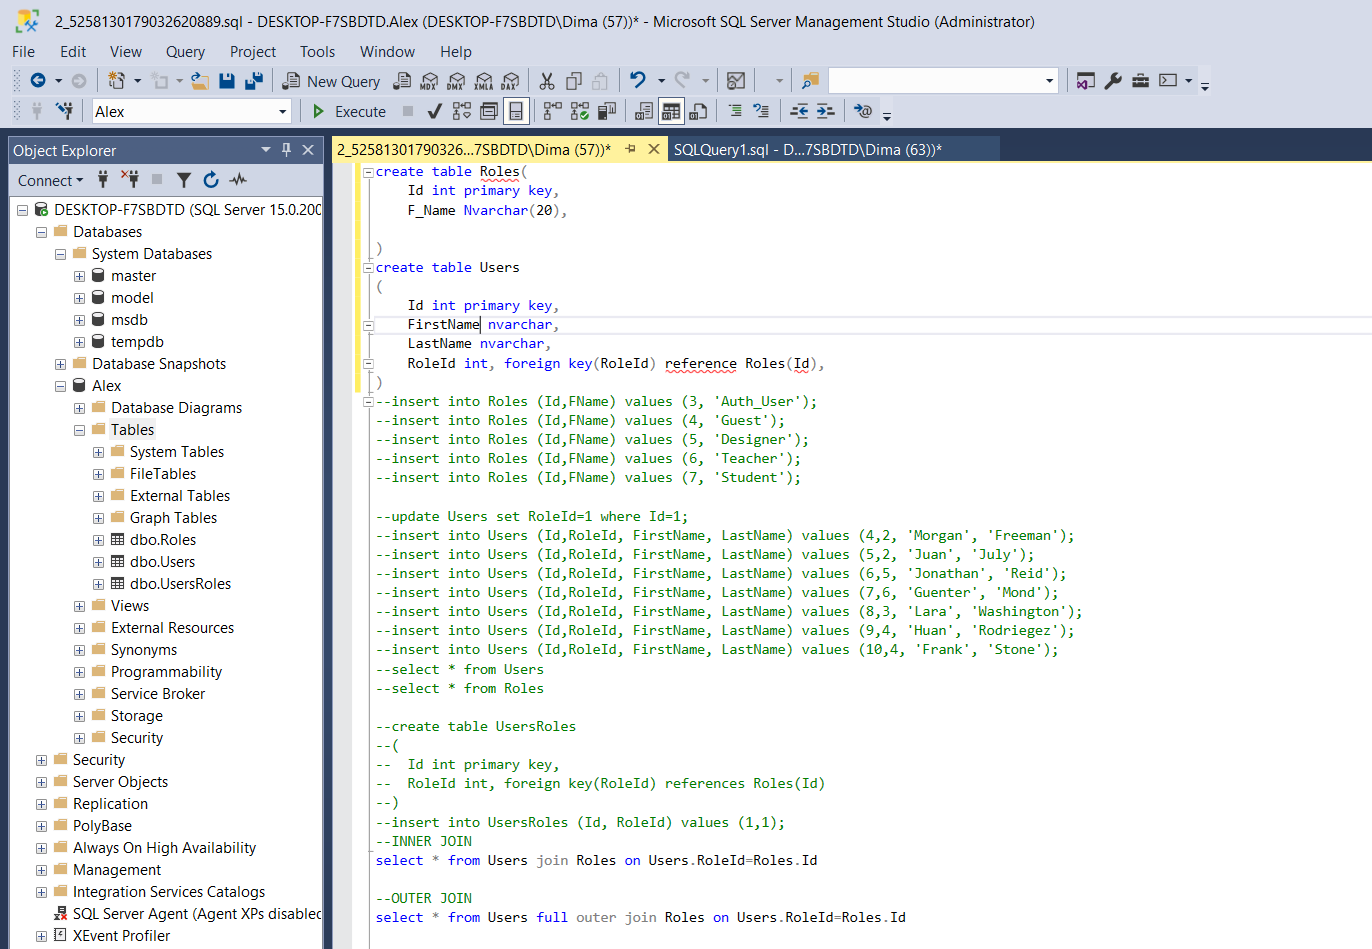 2_5258130179032620889.sql - DESKTOP-F7SBDTD.Alex (DESKTOP-F7SBDTD\Dima (57))* - Microsoft SQL Server Management Studio (Administrator)
File Edit View Query Project Tools Window Help
New Query MDX DMX XMLA DAX
Alex Execute
Object Explorer
Connect
DESKTOP-F7SBDTD (SQL Server 15.0.200
Databases
System Databases
master
model
msdb
tempdb
Database Snapshots
Alex
Database Diagrams
Tables
System Tables
FileTables
External Tables
Graph Tables
dbo.Roles
dbo.Users
dbo.UsersRoles
Views
External Resources
Synonyms
Programmability
Service Broker
Storage
Security
Security
Server Objects
Replication
PolyBase
Always On High Availability
Management
Integration Services Catalogs
SQL Server Agent (Agent XPs disabled
XEvent Profiler
2_52581301790326...7SBDTD\Dima (57))* SQLQuery1.sql - D...7SBDTD\Dima (63))*
create table Roles(
    Id int primary key,
    F_Name Nvarchar(20),
)
create table Users
(
    Id int primary key,
    FirstName nvarchar,
    LastName nvarchar,
    RoleId int, foreign key(RoleId) reference Roles(Id),
)
--insert into Roles (Id,FName) values (3, 'Auth_User');
--insert into Roles (Id,FName) values (4, 'Guest');
--insert into Roles (Id,FName) values (5, 'Designer');
--insert into Roles (Id,FName) values (6, 'Teacher');
--insert into Roles (Id,FName) values (7, 'Student');
--update Users set RoleId=1 where Id=1;
--insert into Users (Id,RoleId, FirstName, LastName) values (4,2, 'Morgan', 'Freeman');
--insert into Users (Id,RoleId, FirstName, LastName) values (5,2, 'Juan', 'July');
--insert into Users (Id,RoleId, FirstName, LastName) values (6,5, 'Jonathan', 'Reid');
--insert into Users (Id,RoleId, FirstName, LastName) values (7,6, 'Guenter', 'Mond');
--insert into Users (Id,RoleId, FirstName, LastName) values (8,3, 'Lara', 'Washington');
--insert into Users (Id,RoleId, FirstName, LastName) values (9,4, 'Huan', 'Rodriegez');
--insert into Users (Id,RoleId, FirstName, LastName) values (10,4, 'Frank', 'Stone');
--select * from Users
--select * from Roles
--create table UsersRoles
--(
--  Id int primary key,
--  RoleId int, foreign key(RoleId) references Roles(Id)
--)
--insert into UsersRoles (Id, RoleId) values (1,1);
--INNER JOIN
select * from Users join Roles on Users.RoleId=Roles.Id
--OUTER JOIN
select * from Users full outer join Roles on Users.RoleId=Roles.Id